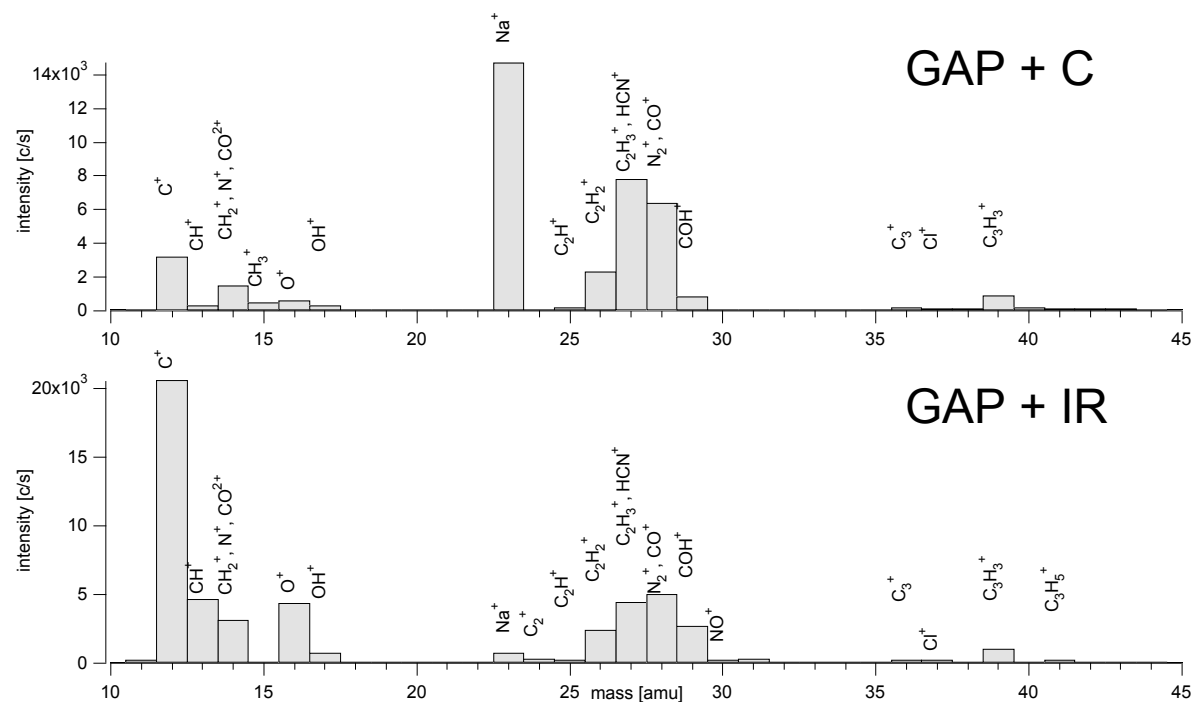 GAP + C
intensity [c/s]
14x10³
12
10
8
6
4
2
0
C⁺
CH⁺
CH₂⁺, N⁺, CO²⁺
CH₃⁺
O⁺
OH⁺
Na⁺
C₂H⁺
C₂H₂⁺
C₂H₃⁺, HCN⁺
N₂⁺, CO⁺
COH⁺
C₃⁺
Cl⁺
C₃H₃⁺
10 15 20 25 30 35 40 45
GAP + IR
intensity [c/s]
20x10³
15
10
5
0
C⁺
CH⁺
CH₂⁺, N⁺, CO²⁺
O⁺
OH⁺
Na⁺
C₂⁺
C₂H⁺
C₂H₂⁺
C₂H₃⁺, HCN⁺
N₂⁺, CO⁺
COH⁺
NO⁺
C₃⁺
Cl⁺
C₃H₃⁺
C₃H₅⁺
10 15 20 25 30 35 40 45
mass [amu]